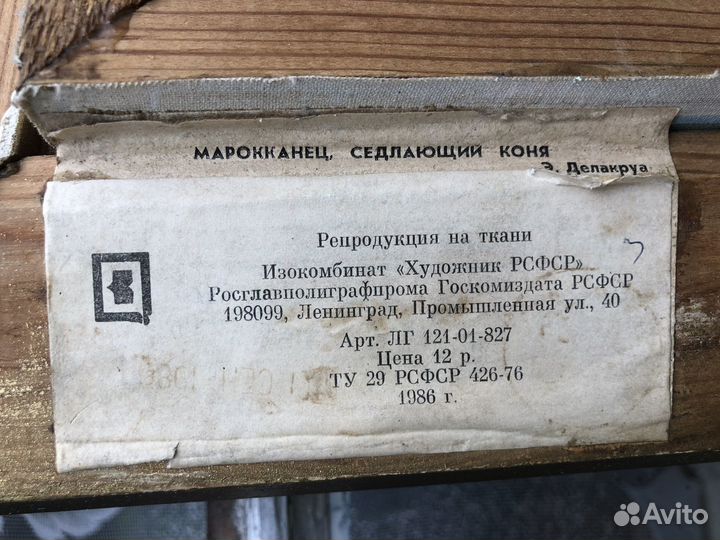 МАРОККАНЕЦ, СЕДЛАЮЩИЙ КОНЯ
Э. Делакруа
Репродукция на ткани
Изокомбинат «Художник РСФСР»
Росглавполиграфпрома Госкомиздата РСФСР
198099, Ленинград, Промышленная ул., 40
Арт. ЛГ 121-01-827
Цена 12 р.
ТУ 29 РСФСР 426-76
1986 г.
Avito